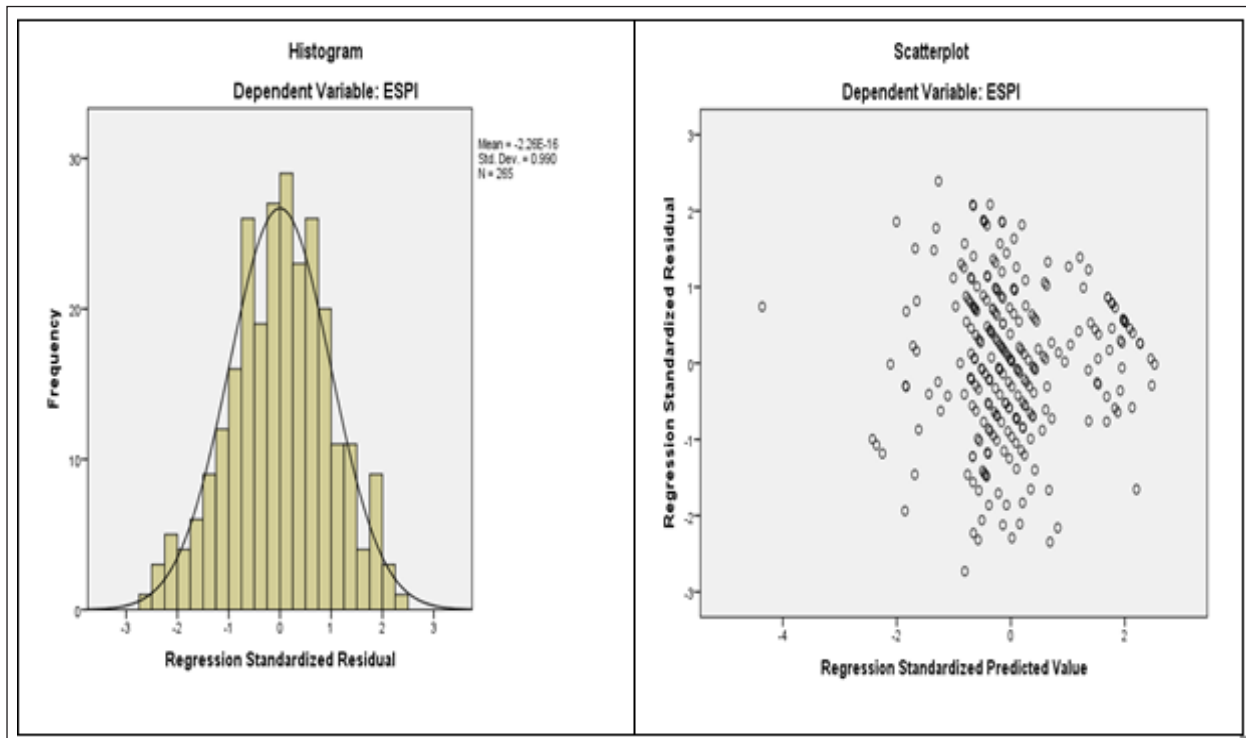 Histogram
Dependent Variable: ESPI
Mean = -2.26E-16
Std. Dev. = 0.990
N = 265
Frequency
30
20
10
0
-3
-2
-1
0
1
2
3
Regression Standardized Residual
Scatterplot
Dependent Variable: ESPI
Regression Standardized Residual
3
2
1
0
-1
-2
-3
-4
-2
0
2
Regression Standardized Predicted Value